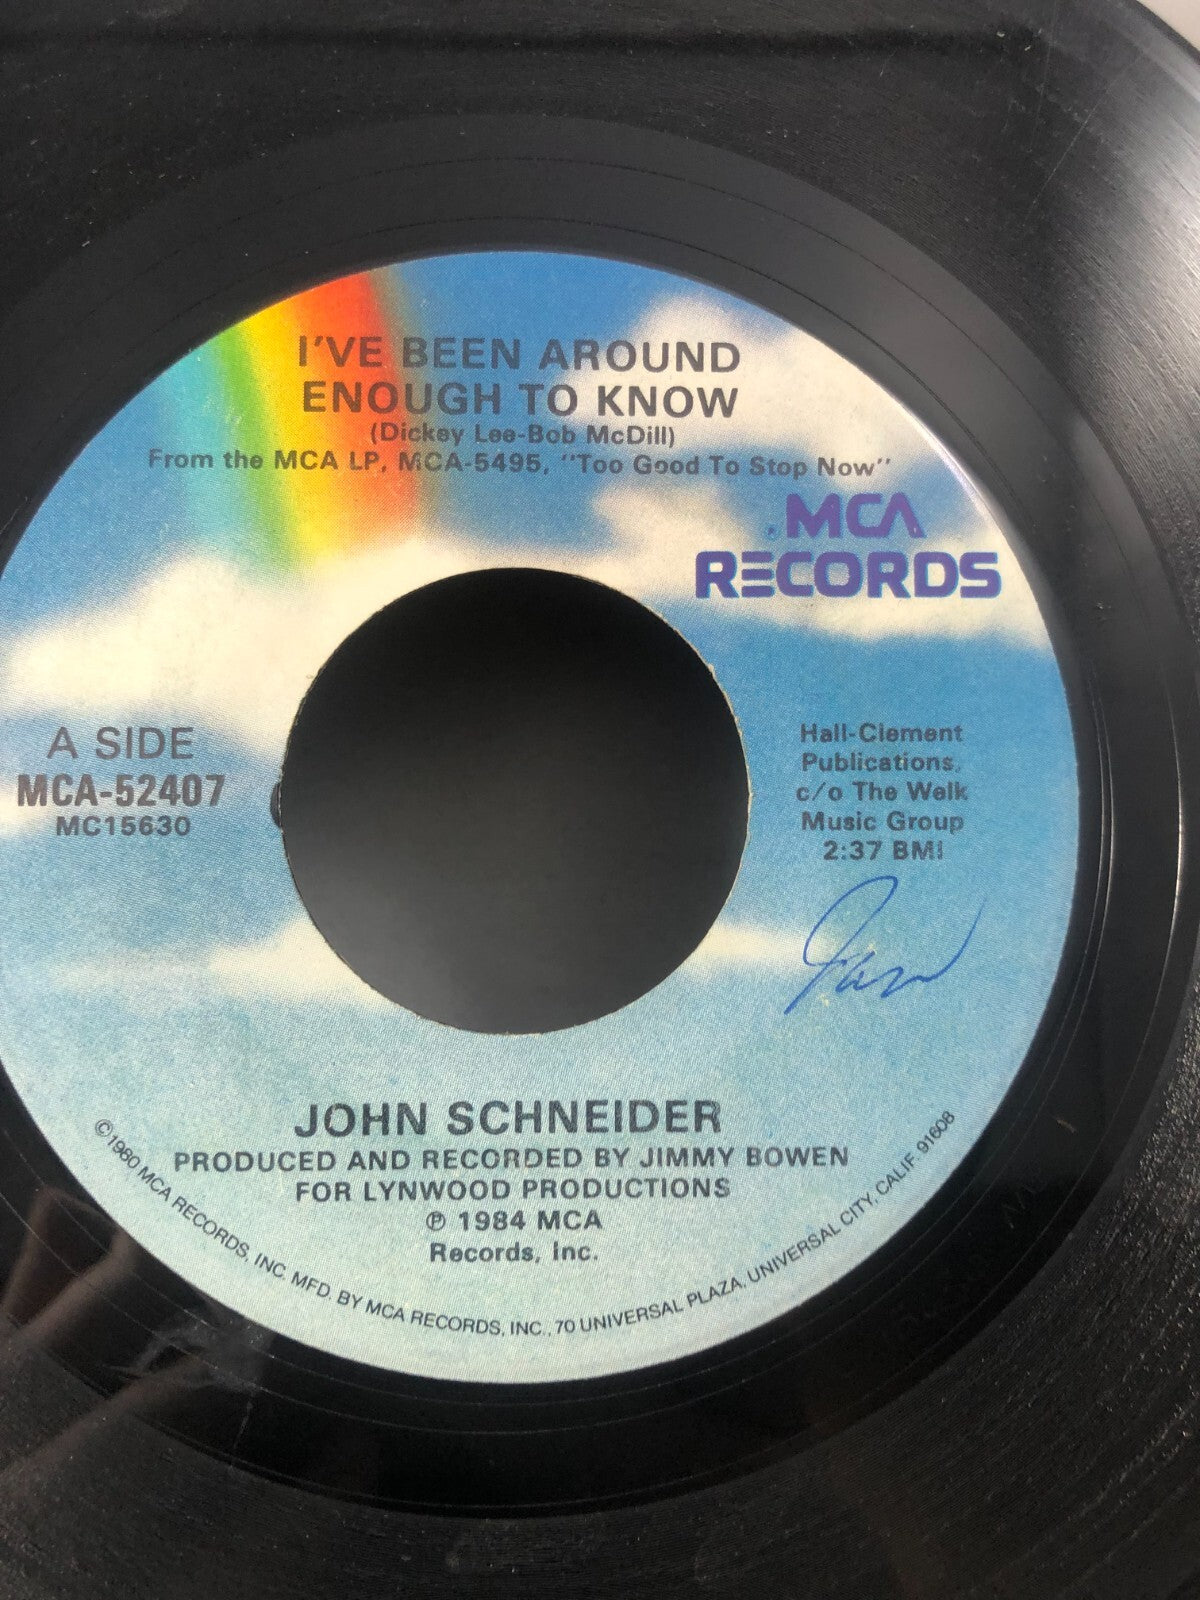 I'VE BEEN AROUND
ENOUGH TO KNOW
(Dickey Lee-Bob McDill)
From the MCA LP, MCA-5495, "Too Good To Stop Now"
MCA
RECORDS
A SIDE
MCA-52407
MC15630
Hall-Clement
Publications,
c/o The Welk
Music Group
2:37 BMI
JOHN SCHNEIDER
PRODUCED AND RECORDED BY JIMMY BOWEN
FOR LYNWOOD PRODUCTIONS
℗ 1984 MCA
Records, Inc.
©1980 MCA RECORDS, INC. MFD. BY MCA RECORDS, INC., 70 UNIVERSAL PLAZA, UNIVERSAL CITY, CALIF. 91608